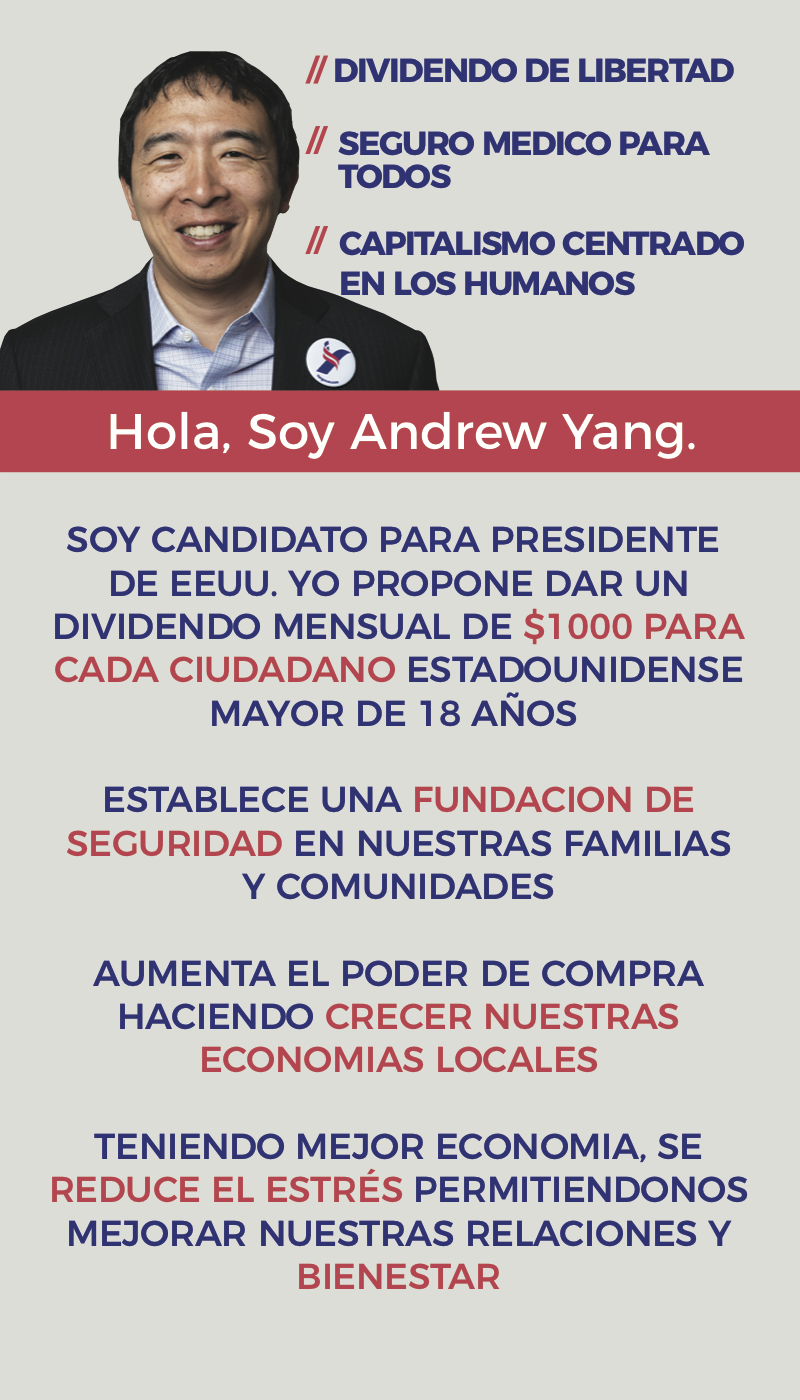 // DIVIDENDO DE LIBERTAD
// SEGURO MEDICO PARA
TODOS
// CAPITALISMO CENTRADO
EN LOS HUMANOS
Hola, Soy Andrew Yang.
SOY CANDIDATO PARA PRESIDENTE
DE EEUU. YO PROPONE DAR UN
DIVIDENDO MENSUAL DE $1000 PARA
CADA CIUDADANO ESTADOUNIDENSE
MAYOR DE 18 AÑOS
ESTABLECE UNA FUNDACION DE
SEGURIDAD EN NUESTRAS FAMILIAS
Y COMUNIDADES
AUMENTA EL PODER DE COMPRA
HACIENDO CRECER NUESTRAS
ECONOMIAS LOCALES
TENIENDO MEJOR ECONOMIA, SE
REDUCE EL ESTRÉS PERMITIENDONOS
MEJORAR NUESTRAS RELACIONES Y
BIENESTAR